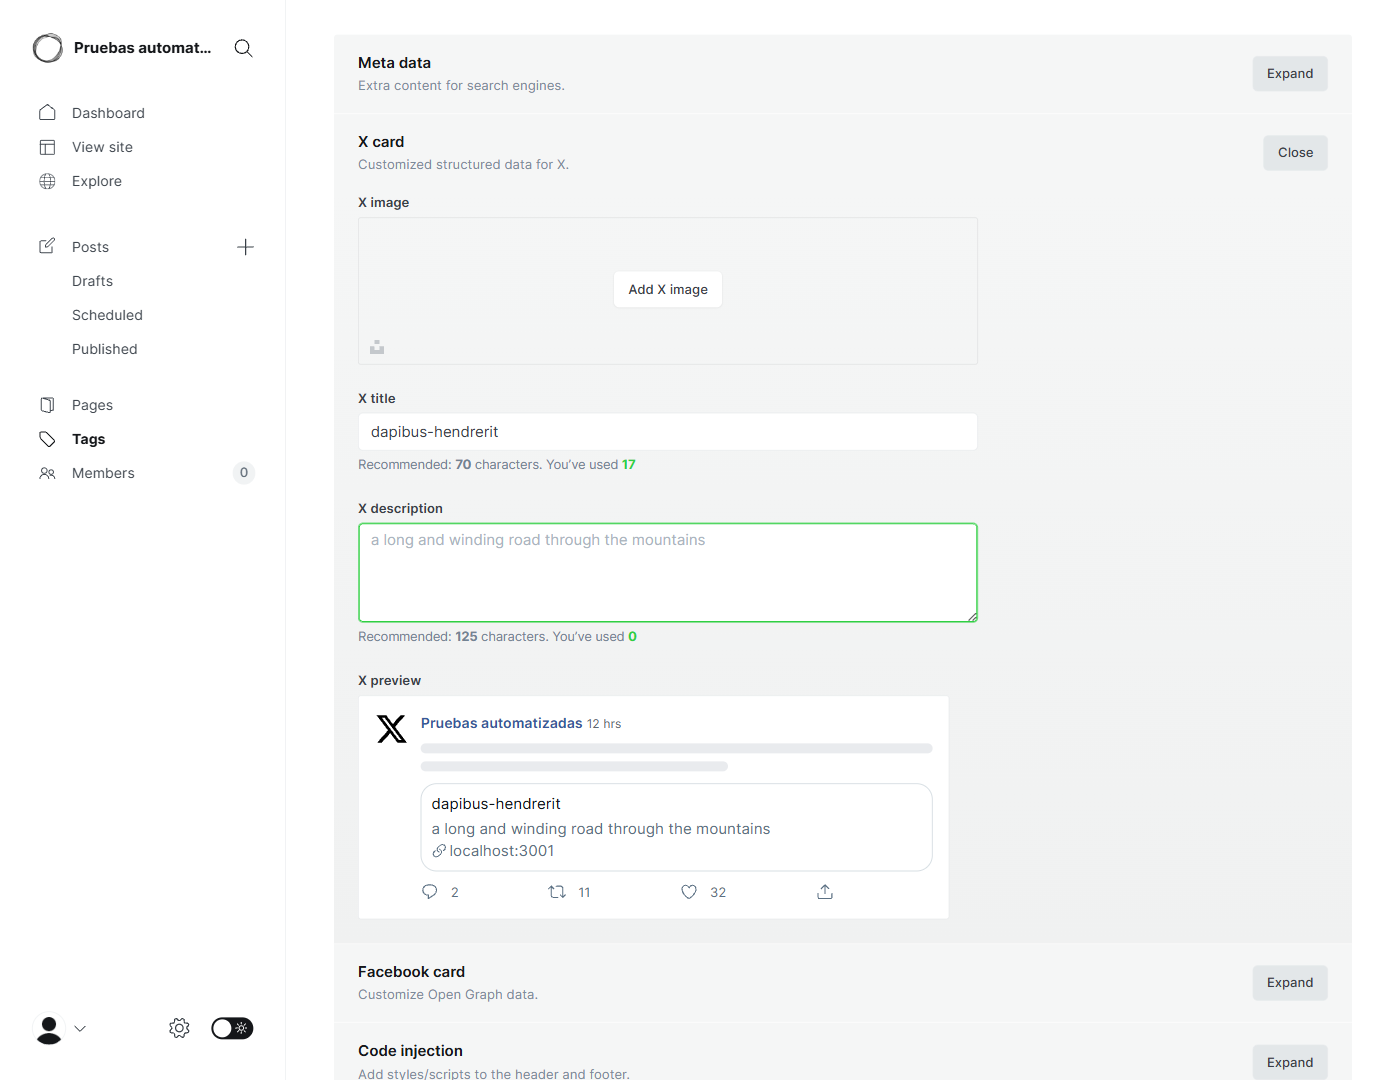 Pruebas automat...
Dashboard
View site
Explore
Posts
Drafts
Scheduled
Published
Pages
Tags
Members 0
Meta data
Extra content for search engines.
Expand
X card
Customized structured data for X.
Close
X image
Add X image
X title
dapibus-hendrerit
Recommended: 70 characters. You’ve used 17
X description
a long and winding road through the mountains
Recommended: 125 characters. You’ve used 0
X preview
Pruebas automatizadas 12 hrs
dapibus-hendrerit
a long and winding road through the mountains
localhost:3001
2 11 32
Facebook card
Customize Open Graph data.
Expand
Code injection
Add styles/scripts to the header and footer.
Expand